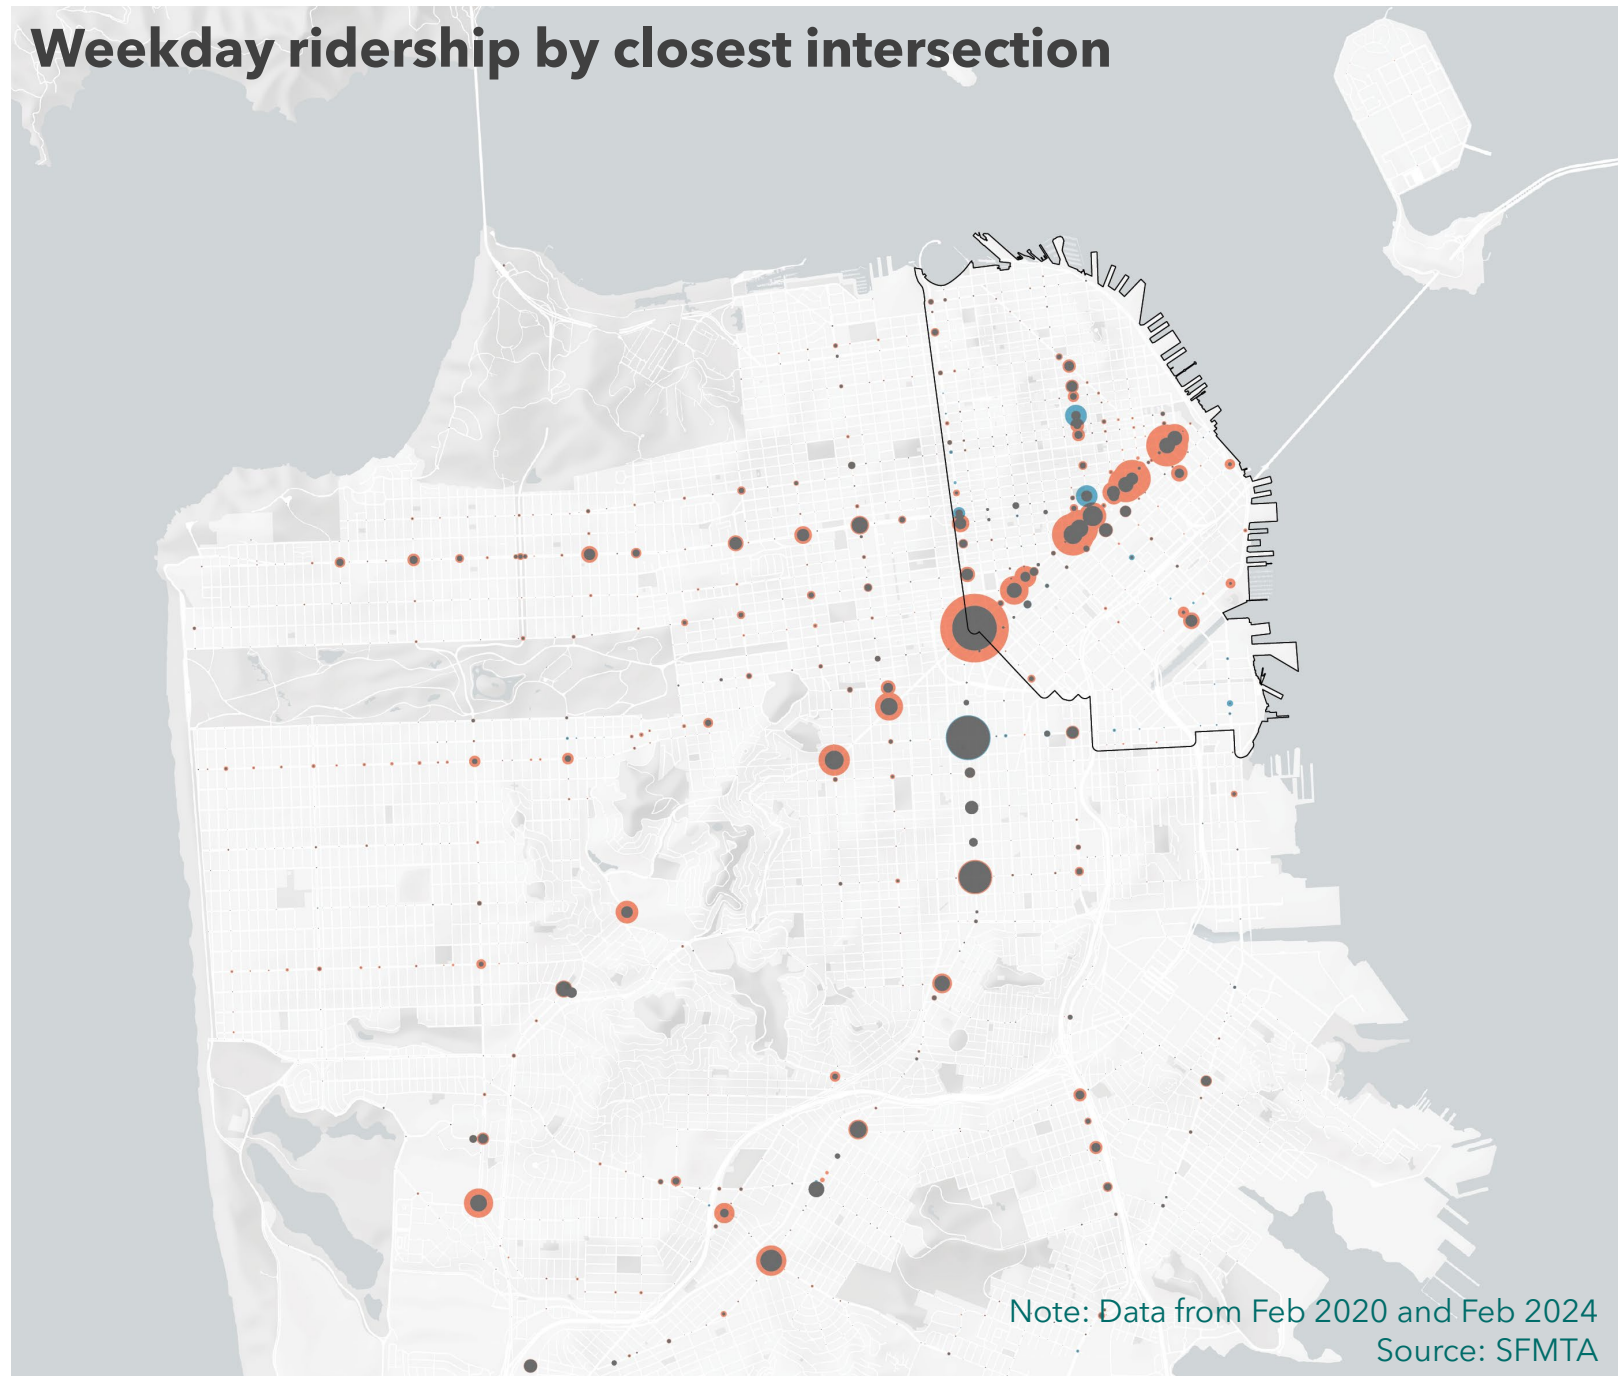 Weekday ridership by closest intersection
Note: Data from Feb 2020 and Feb 2024
Source: SFMTA